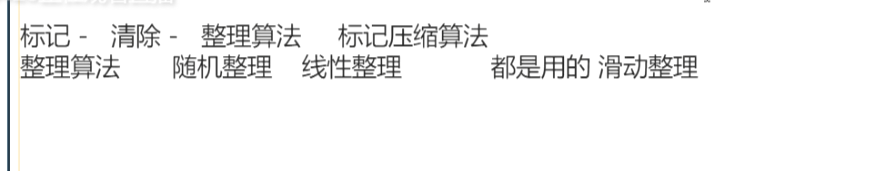 标记 - 清除 - 整理算法 标记压缩算法
整理算法 随机整理 线性整理 都是用的 滑动整理